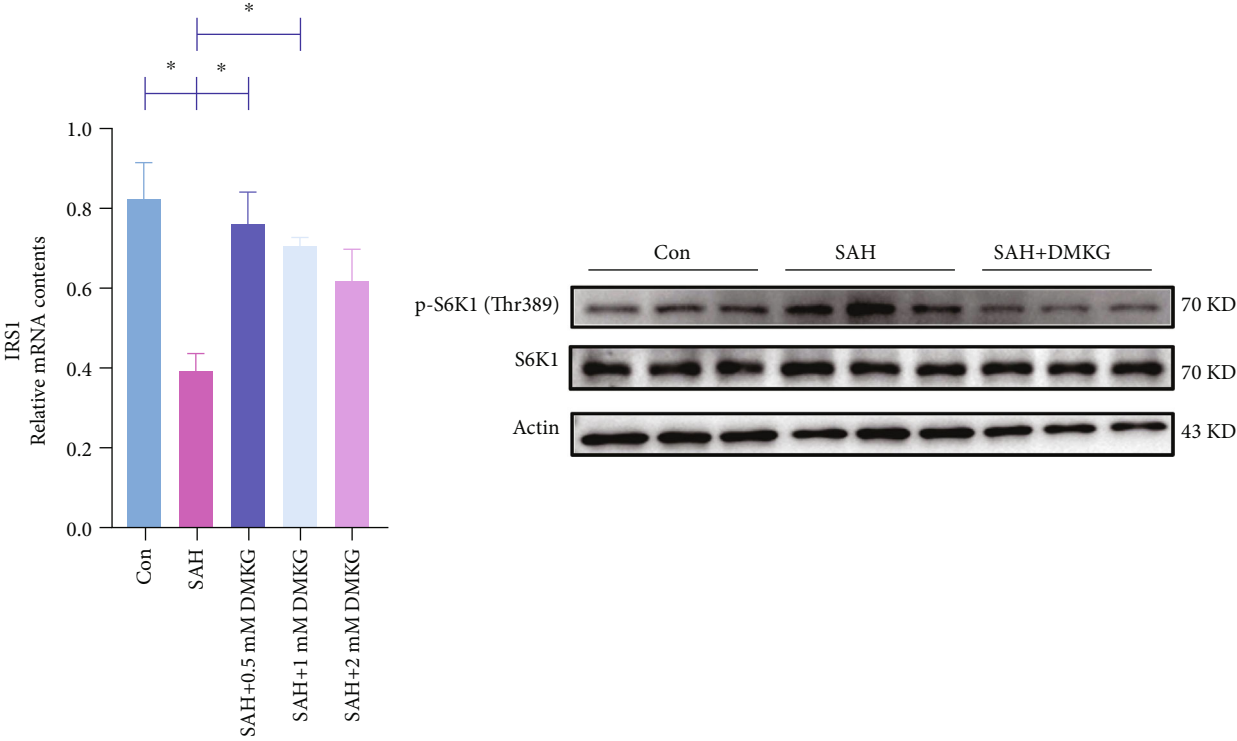 *
* *
1.0
0.8
0.6
0.4
0.2
0.0
IRS1
Relative mRNA contents
Con
SAH
SAH+0.5 mM DMKG
SAH+1 mM DMKG
SAH+2 mM DMKG
Con SAH SAH+DMKG
p-S6K1 (Thr389) 70 KD
S6K1 70 KD
Actin 43 KD